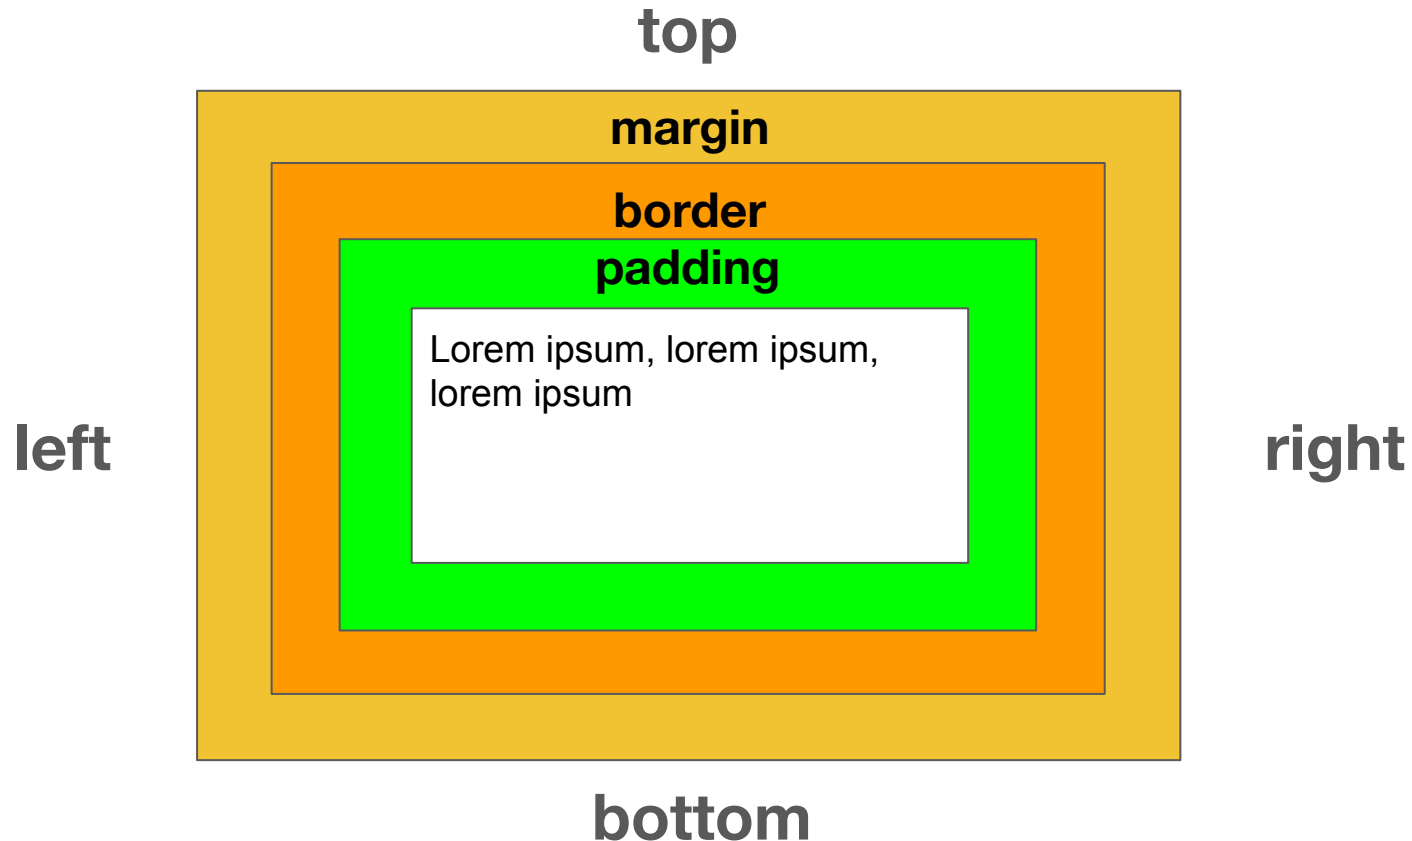 top
margin
border
padding
Lorem ipsum, lorem ipsum,
lorem ipsum
left
right
bottom